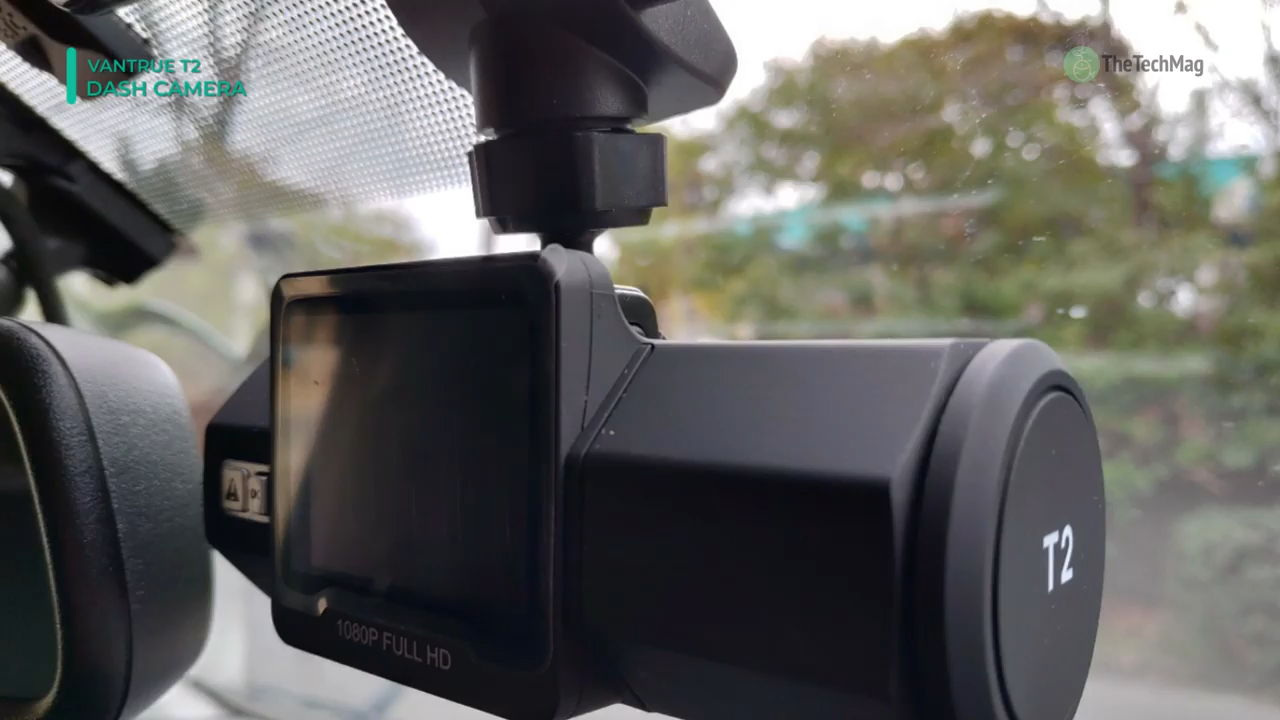 VANTRUE T2
DASH CAMERA
TheTechMag
T2
1080P FULL HD